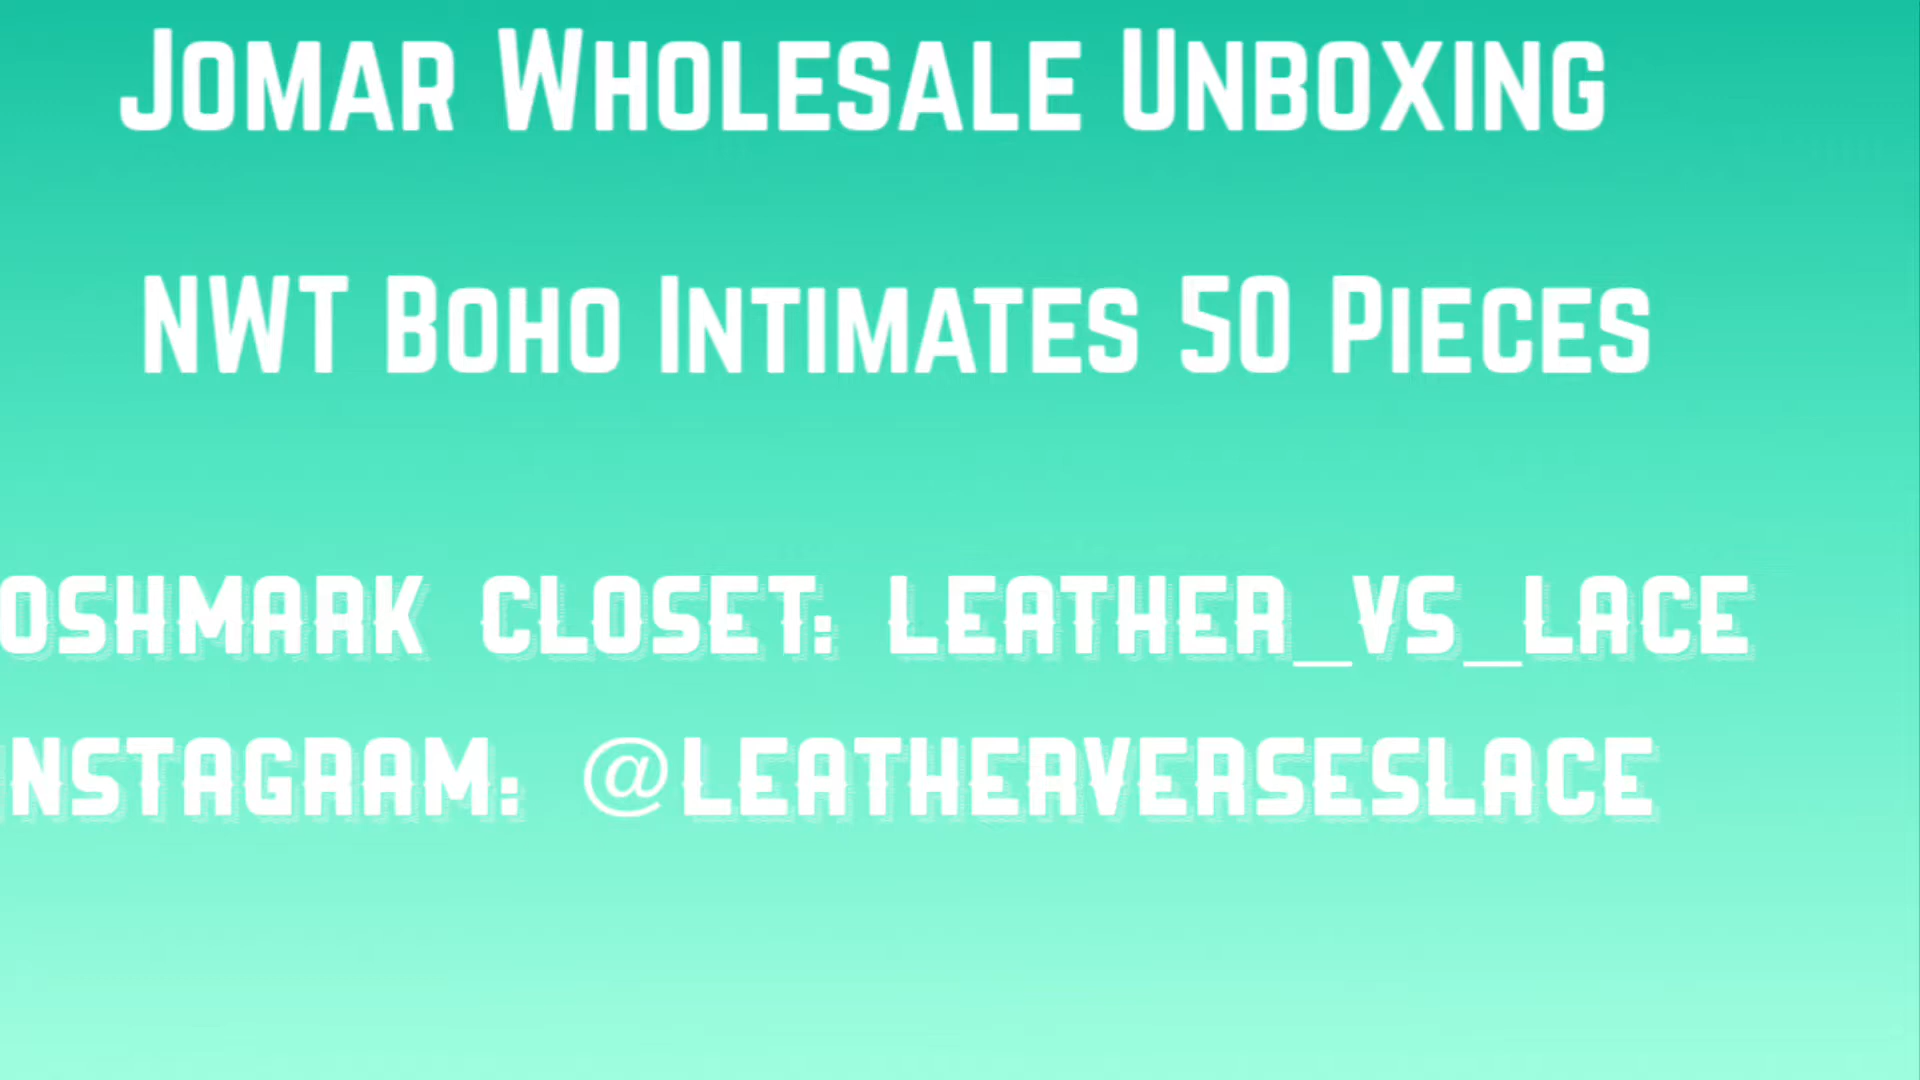 Jomar Wholesale Unboxing
NWT Boho Intimates 50 Pieces
OSHMARK CLOSET: LEATHER_VS_LACE
NSTAGRAM: @LEATHERVERSESLACE